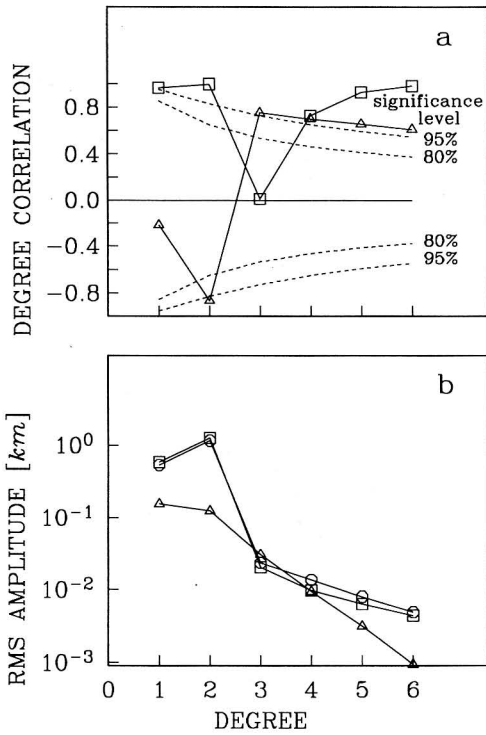 a
significance
level
0.8
95%
0.4
80%
0.0
80%
-0.4
95%
-0.8
DEGREE CORRELATION
b
10^0
10^-1
10^-2
10^-3
RMS AMPLITUDE [km]
0 1 2 3 4 5 6
DEGREE